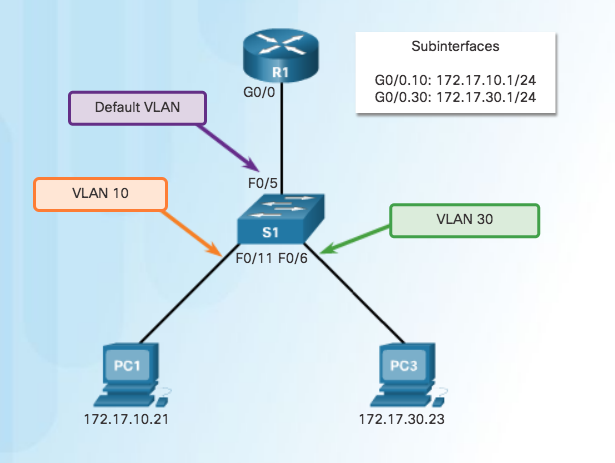 Subinterfaces
G0/0.10: 172.17.10.1/24
G0/0.30: 172.17.30.1/24
R1
G0/0
Default VLAN
F0/5
VLAN 10
VLAN 30
S1
F0/11 F0/6
PC1
PC3
172.17.10.21
172.17.30.23